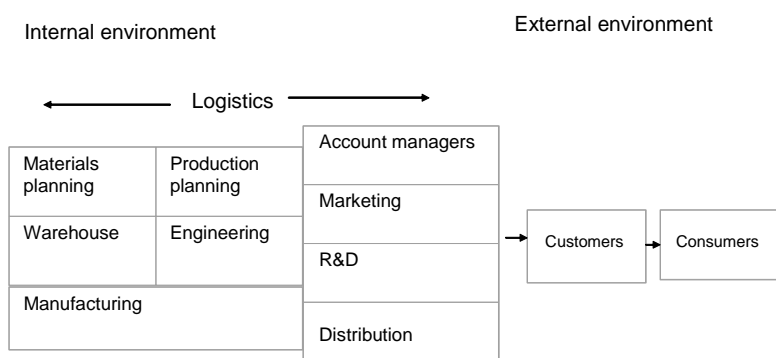 Internal environment
External environment
Logistics
Materials
planning
Production
planning
Account managers
Marketing
Warehouse
Engineering
R&D
Customers
Consumers
Manufacturing
Distribution